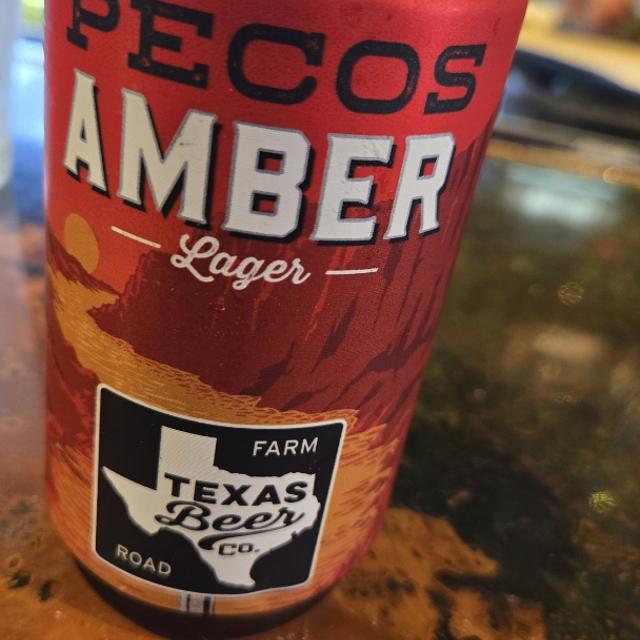 PECOS
AMBER
Lager
FARM
TEXAS
Beer
CO.
ROAD